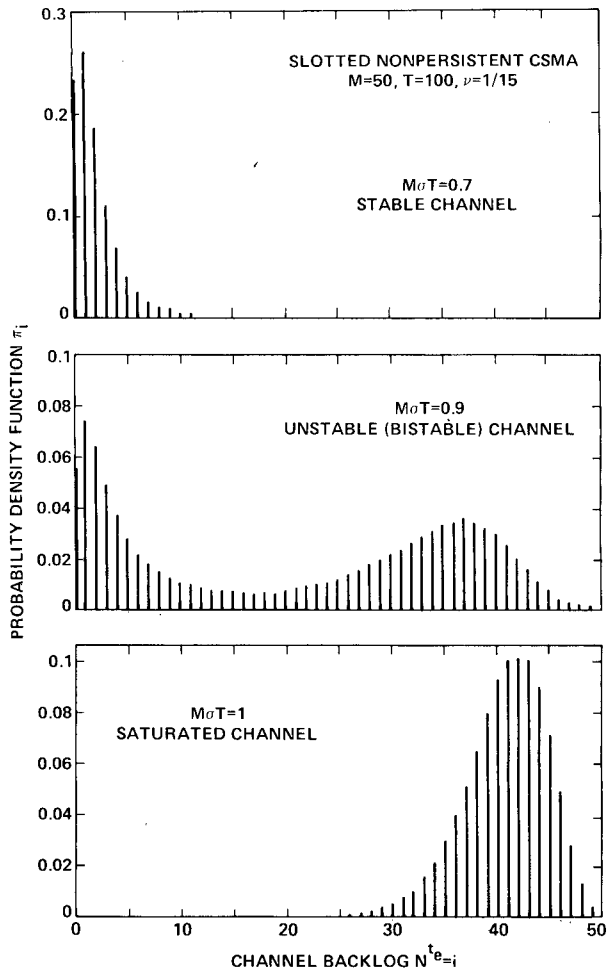 PROBABILITY DENSITY FUNCTION πi
0.3
0.2
0.1
0
SLOTTED NONPERSISTENT CSMA
M=50, T=100, ν=1/15
MσT=0.7
STABLE CHANNEL
0.1
0.08
0.06
0.04
0.02
0
MσT=0.9
UNSTABLE (BISTABLE) CHANNEL
0.1
0.08
0.06
0.04
0.02
0
MσT=1
SATURATED CHANNEL
0 10 20 30 40 50
CHANNEL BACKLOG N^te=i